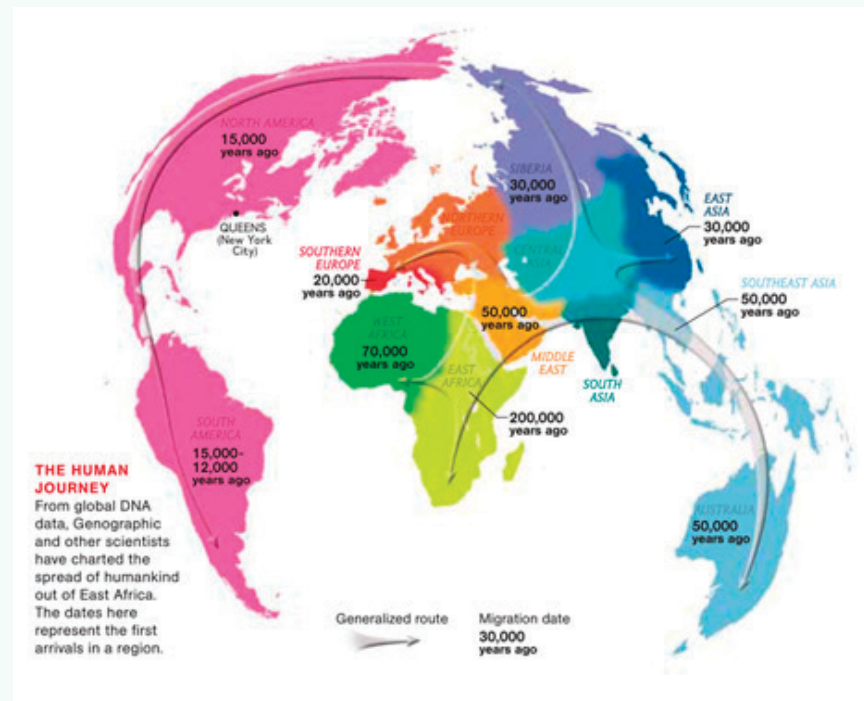 NORTH AMERICA
15,000
years ago
QUEENS
(New York
City)
SIBERIA
30,000
years ago
EAST
ASIA
30,000
years ago
NORTHERN
EUROPE
CENTRAL
ASIA
SOUTHERN
EUROPE
20,000
years ago
SOUTHEAST ASIA
50,000
years ago
50,000
years ago
MIDDLE
EAST
WEST
AFRICA
70,000
years ago
EAST
AFRICA
200,000
years ago
SOUTH
ASIA
SOUTH
AMERICA
15,000-
12,000
years ago
AUSTRALIA
50,000
years ago
THE HUMAN
JOURNEY
From global DNA
data, Genographic
and other scientists
have charted the
spread of humankind
out of East Africa.
The dates here
represent the first
arrivals in a region.
Generalized route
Migration date
30,000
years ago